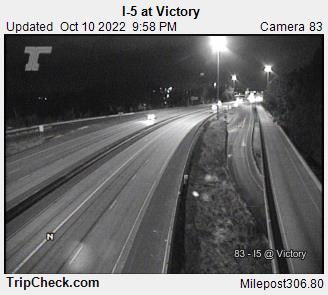 I-5 at Victory
Updated Oct 10 2022 9:58 PM Camera 83
T
N
83 - I5 @ Victory
TripCheck.com Milepost306.80